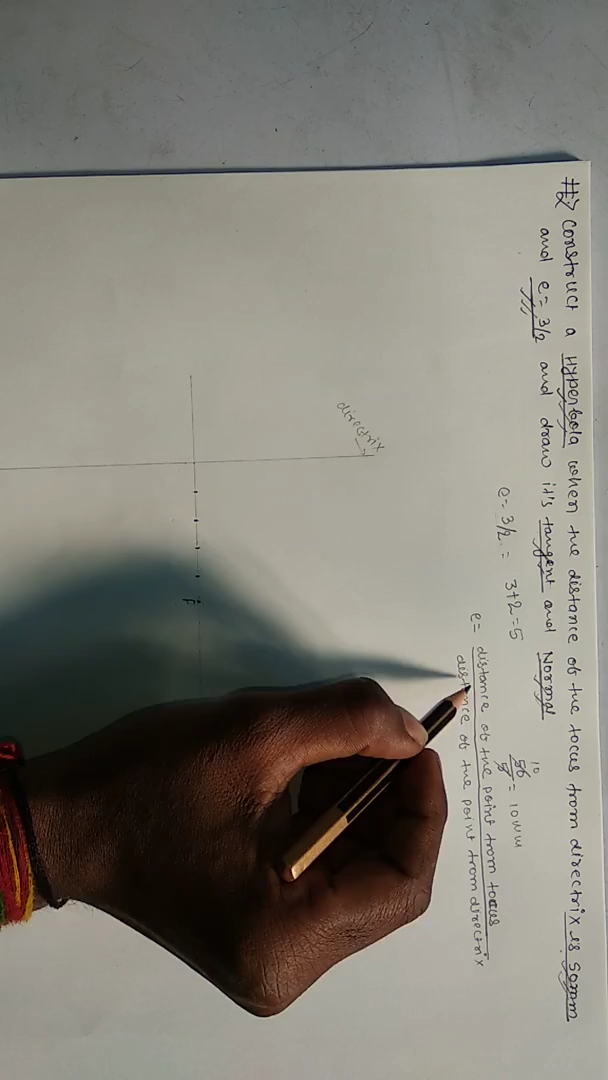 #2> Construct a Hyperbola when the distance of the focus from directrix is 50mm
and e = 3/2 and draw it's tangent and Normal
e = 3/2 = 3+2 = 5
10
50/5 = 10mm
e = distance of the point from focus
distance of the point from directrix
directrix
F